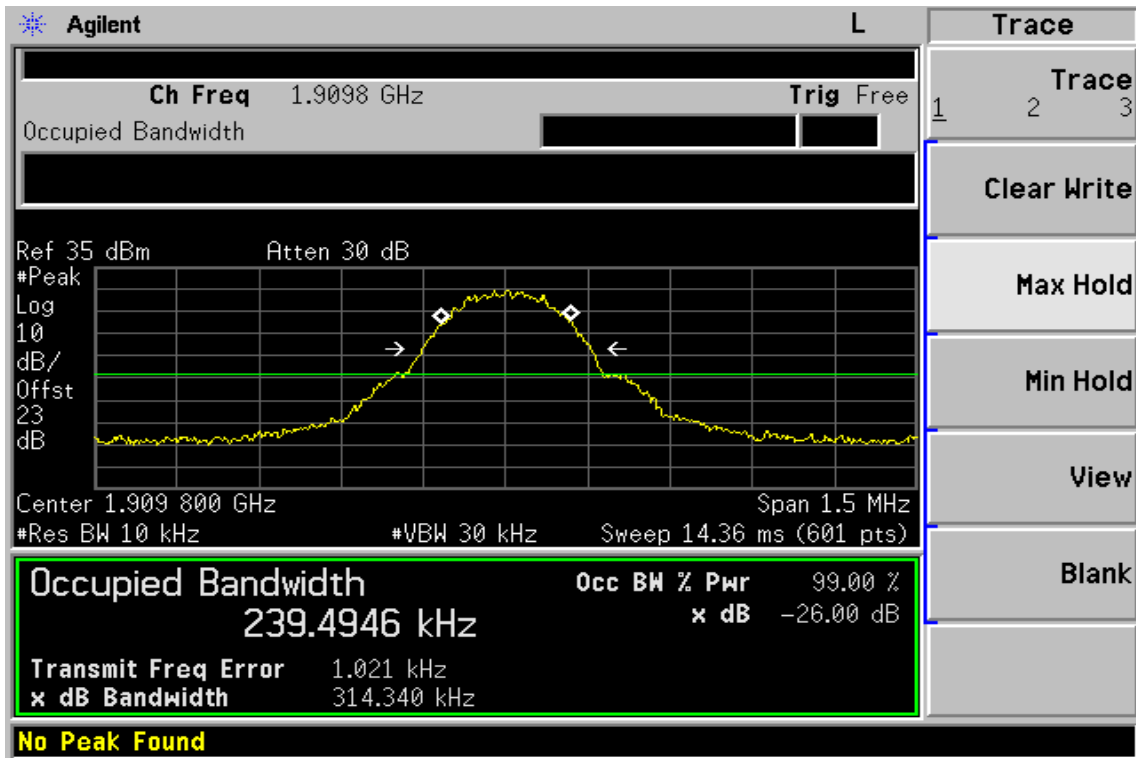 Agilent L Trace
Ch Freq 1.9098 GHz Trig Free
Occupied Bandwidth
Trace
1 2 3
Clear Write
Ref 35 dBm Atten 30 dB
#Peak
Log
10
dB/
Offst
23
dB
Max Hold
Min Hold
View
Center 1.909 800 GHz Span 1.5 MHz
#Res BW 10 kHz #VBW 30 kHz Sweep 14.36 ms (601 pts)
Occupied Bandwidth
239.4946 kHz
Occ BW % Pwr 99.00 %
x dB -26.00 dB
Blank
Transmit Freq Error 1.021 kHz
x dB Bandwidth 314.340 kHz
No Peak Found